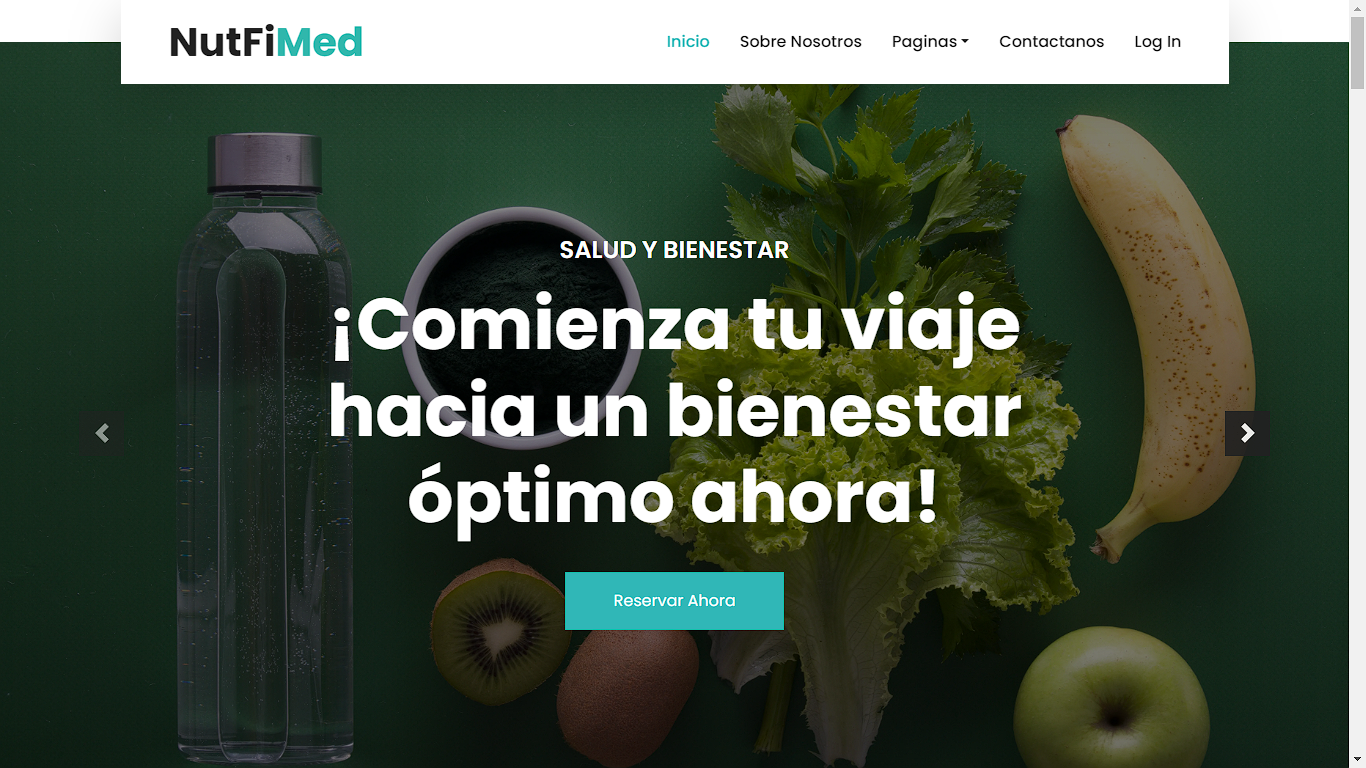 NutFiMed
Inicio Sobre Nosotros Paginas Contactanos Log In
SALUD Y BIENESTAR
¡Comienza tu viaje
hacia un bienestar
óptimo ahora!
Reservar Ahora